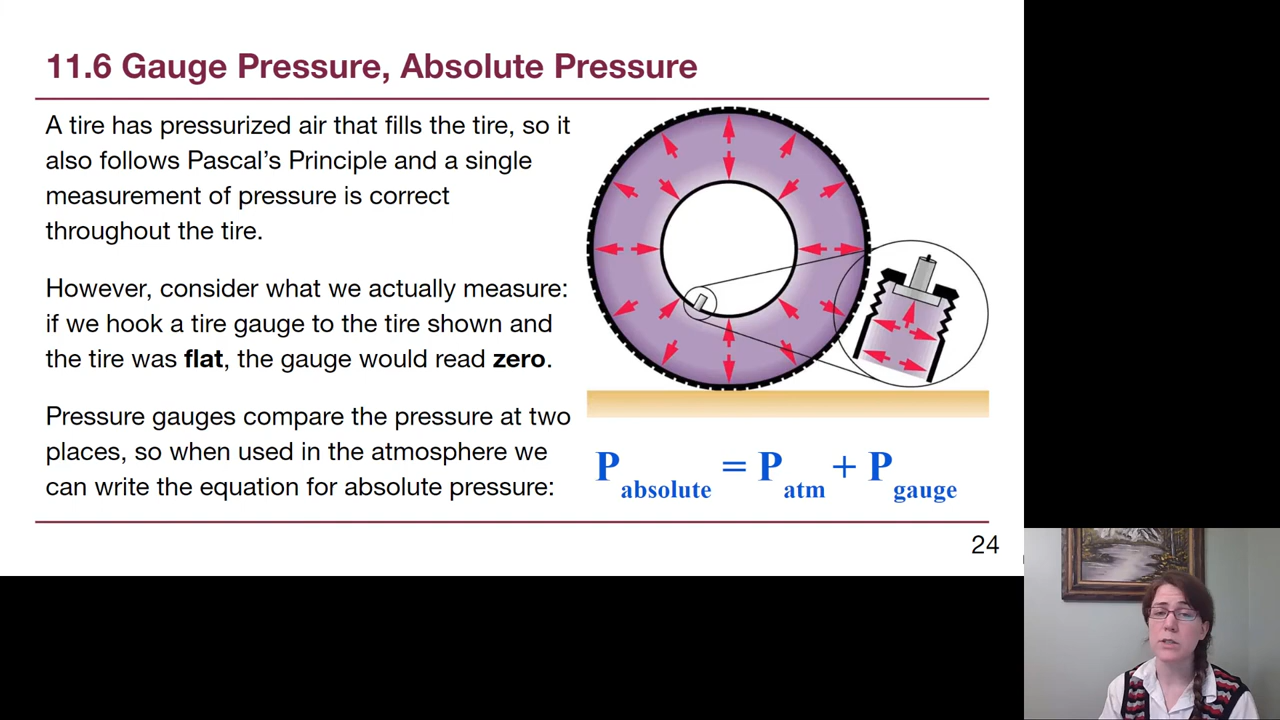 11.6 Gauge Pressure, Absolute Pressure
A tire has pressurized air that fills the tire, so it
also follows Pascal’s Principle and a single
measurement of pressure is correct
throughout the tire.
However, consider what we actually measure:
if we hook a tire gauge to the tire shown and
the tire was flat, the gauge would read zero.
Pressure gauges compare the pressure at two
places, so when used in the atmosphere we
can write the equation for absolute pressure:
P absolute = P atm + P gauge
24